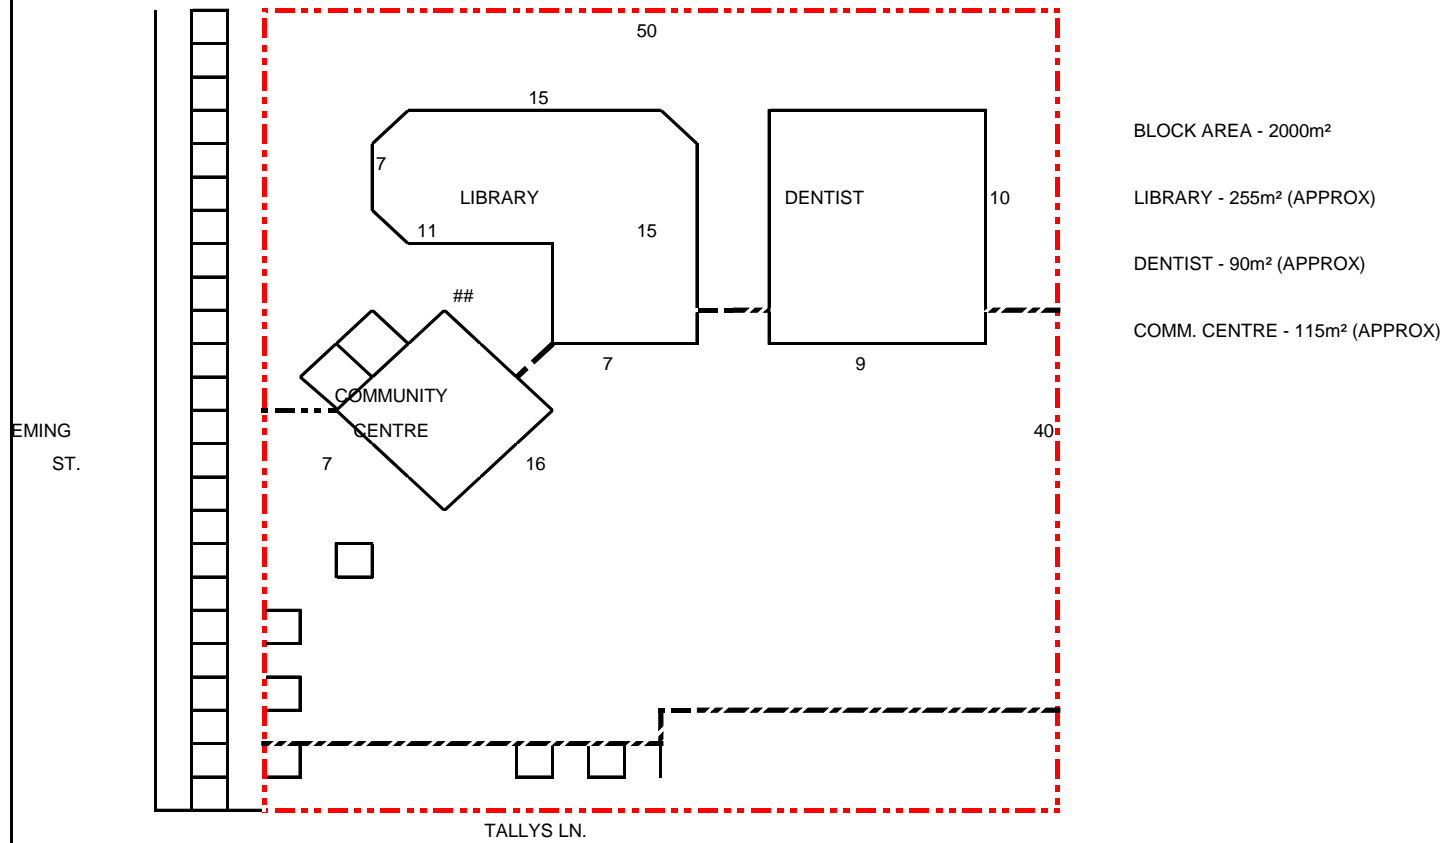 50
15
BLOCK AREA - 2000m²
7
LIBRARY
DENTIST
10
LIBRARY - 255m² (APPROX)
11
15
DENTIST - 90m² (APPROX)
##
COMM. CENTRE - 115m² (APPROX)
7
9
COMMUNITY
CENTRE
40
EMING
ST.
7
16
TALLYS LN.